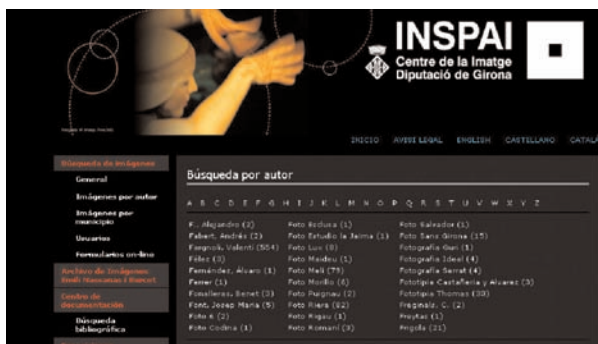 INSPAI
Centre de la Imatge
Diputació de Girona
INICIO AVISI LEGAL ENGLISH CASTELLANO CATALÀ
Búsqueda de imágenes
General
Imágenes por autor
Imágenes por
municipio
Usuarios
Formularios on-line
Archivo de Imágenes
Centro de
documentación
Búsqueda
bibliográfica
Búsqueda por autor
A B C D E F G H I J K L M N O P Q R S T U V W X Y Z
F., Alejandro (2)
Fabert, Andrés (2)
Fargnoli, Valentí (554)
Félez (3)
Fernández, Álvaro (1)
Ferrer (1)
Fonalleres, Benet (3)
Font, Josep Maria (5)
Foto 6 (2)
Foto Codina (1)
Foto Esclusa (1)
Foto Estudio la Jaima (1)
Foto Lux (8)
Foto Maideu (1)
Foto Meli (79)
Foto Morillo (6)
Foto Puignau (2)
Foto Riera (92)
Foto Rigau (1)
Foto Romaní (3)
Foto Salvador (1)
Foto Sans Girona (15)
Fotografia Guri (1)
Fotografia Ideal (4)
Fotografia Serrat (4)
Fototipia Castañeira y Alvarez (3)
Fototipia Thomas (30)
Freginals, C. (2)
Freytas (1)
Frigola (21)